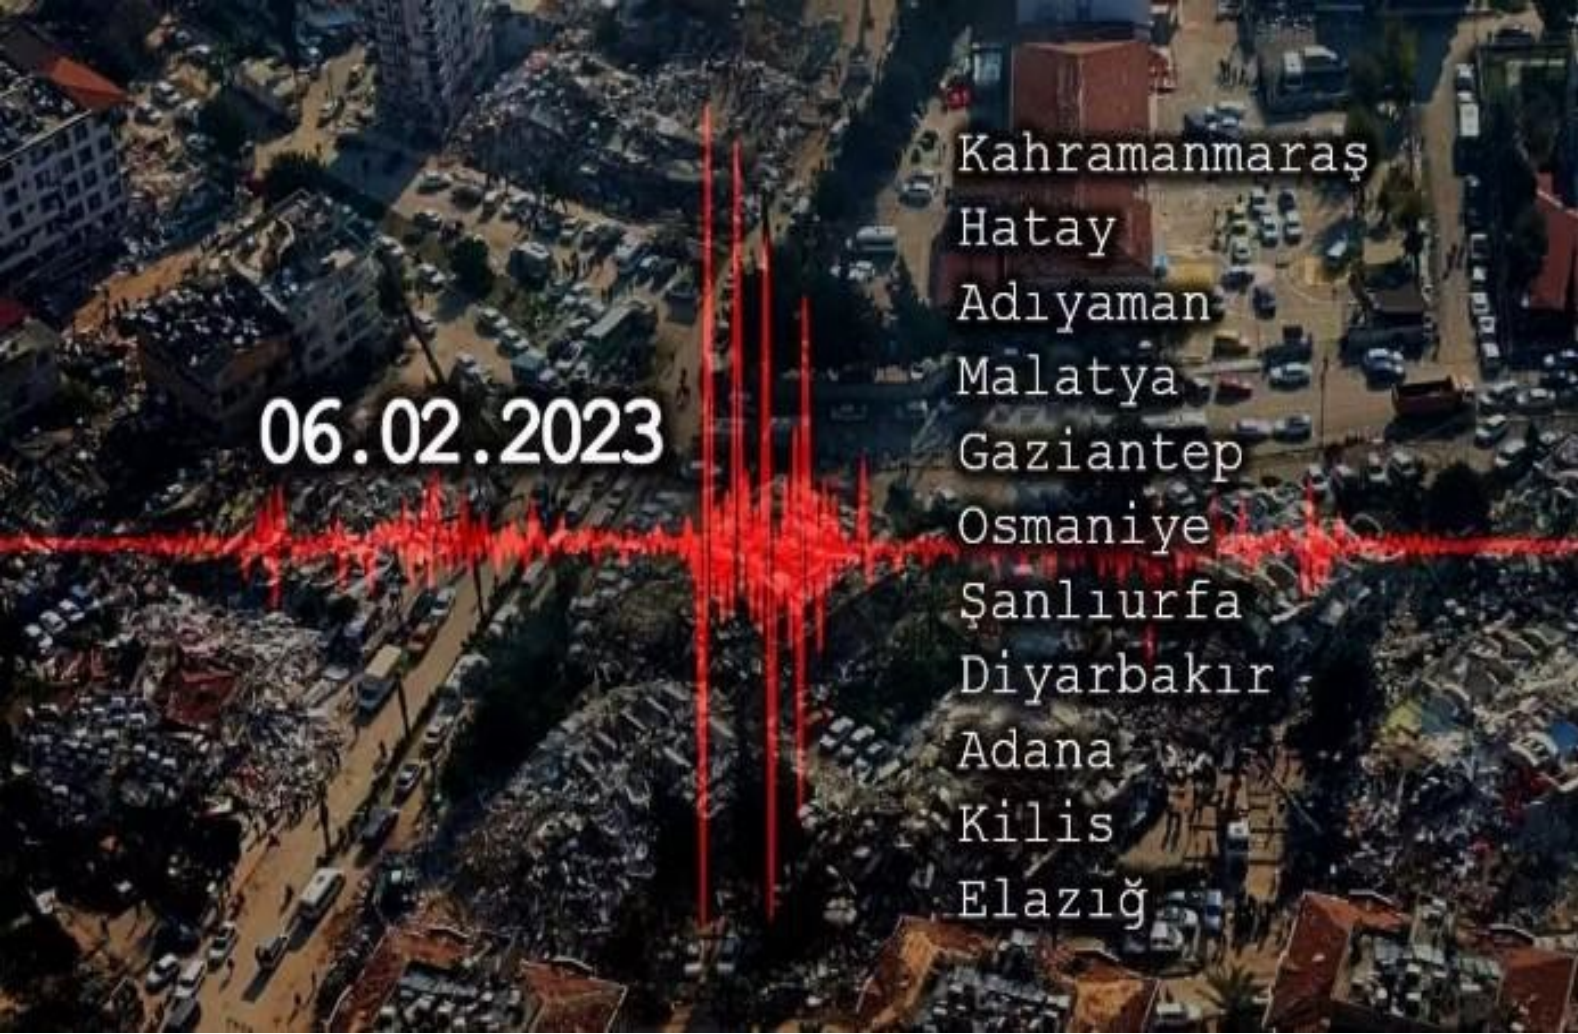 06.02.2023
Kahramanmaraş
Hatay
Adıyaman
Malatya
Gaziantep
Osmaniye
Şanlıurfa
Diyarbakır
Adana
Kilis
Elazığ